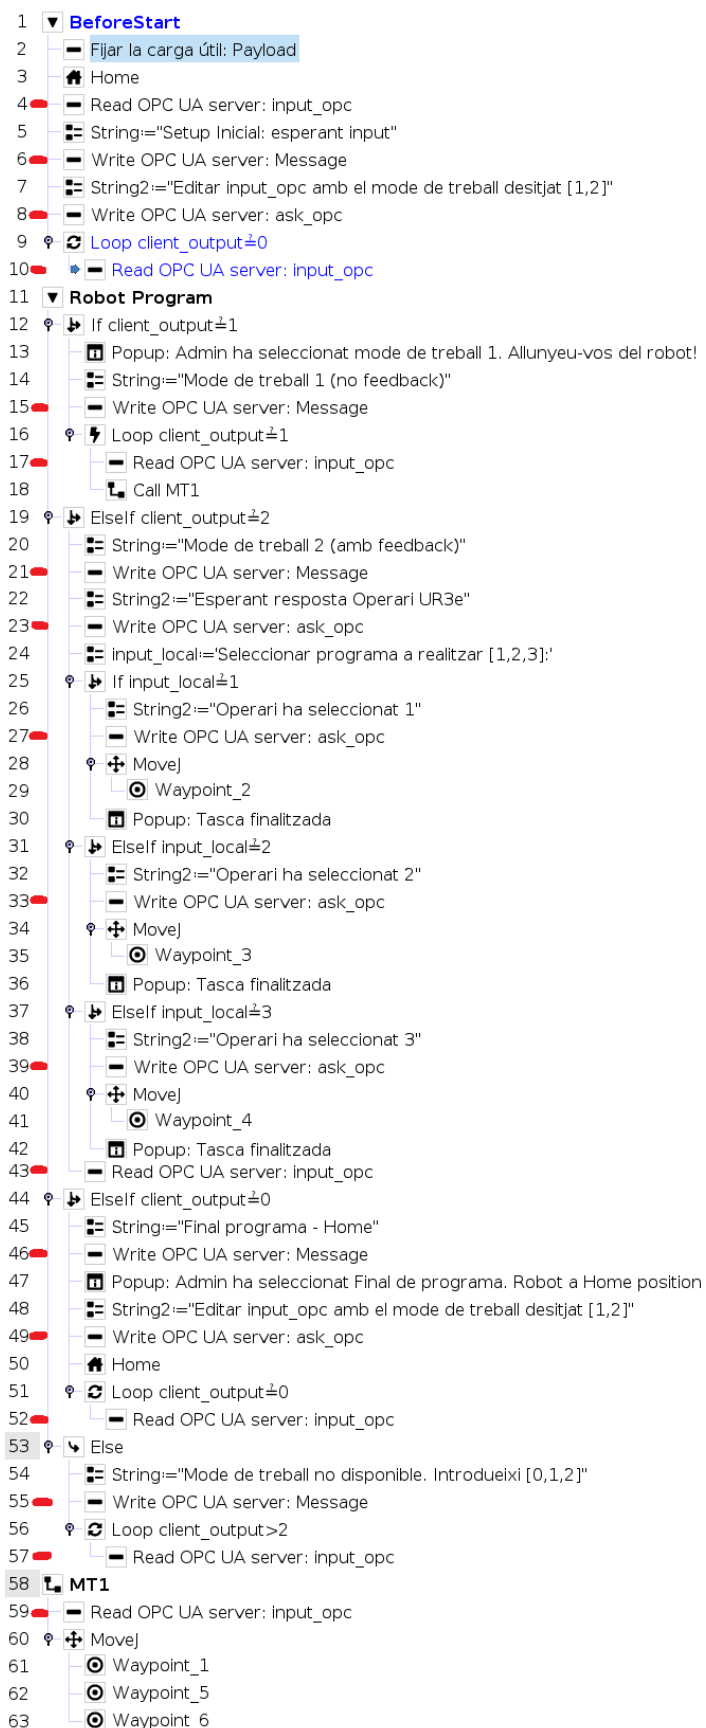 1 BeforeStart
2 Fijar la carga útil: Payload
3 Home
4 Read OPC UA server: input_opc
5 String:="Setup Inicial: esperant input"
6 Write OPC UA server: Message
7 String2:="Editar input_opc amb el mode de treball desitjat [1,2]"
8 Write OPC UA server: ask_opc
9 Loop client_output≟0
10 Read OPC UA server: input_opc
11 Robot Program
12 If client_output≟1
13 Popup: Admin ha seleccionat mode de treball 1. Allunyeu-vos del robot!
14 String:="Mode de treball 1 (no feedback)"
15 Write OPC UA server: Message
16 Loop client_output≟1
17 Read OPC UA server: input_opc
18 Call MT1
19 ElseIf client_output≟2
20 String:="Mode de treball 2 (amb feedback)"
21 Write OPC UA server: Message
22 String2:="Esperant resposta Operari UR3e"
23 Write OPC UA server: ask_opc
24 input_local:='Seleccionar programa a realitzar [1,2,3]:'
25 If input_local≟1
26 String2:="Operari ha seleccionat 1"
27 Write OPC UA server: ask_opc
28 MoveJ
29 Waypoint_2
30 Popup: Tasca finalitzada
31 ElseIf input_local≟2
32 String2:="Operari ha seleccionat 2"
33 Write OPC UA server: ask_opc
34 MoveJ
35 Waypoint_3
36 Popup: Tasca finalitzada
37 ElseIf input_local≟3
38 String2:="Operari ha seleccionat 3"
39 Write OPC UA server: ask_opc
40 MoveJ
41 Waypoint_4
42 Popup: Tasca finalitzada
43 Read OPC UA server: input_opc
44 ElseIf client_output≟0
45 String:="Final programa - Home"
46 Write OPC UA server: Message
47 Popup: Admin ha seleccionat Final de programa. Robot a Home position
48 String2:="Editar input_opc amb el mode de treball desitjat [1,2]"
49 Write OPC UA server: ask_opc
50 Home
51 Loop client_output≟0
52 Read OPC UA server: input_opc
53 Else
54 String:="Mode de treball no disponible. Introdueixi [0,1,2]"
55 Write OPC UA server: Message
56 Loop client_output>2
57 Read OPC UA server: input_opc
58 MT1
59 Read OPC UA server: input_opc
60 MoveJ
61 Waypoint_1
62 Waypoint_5
63 Waypoint_6